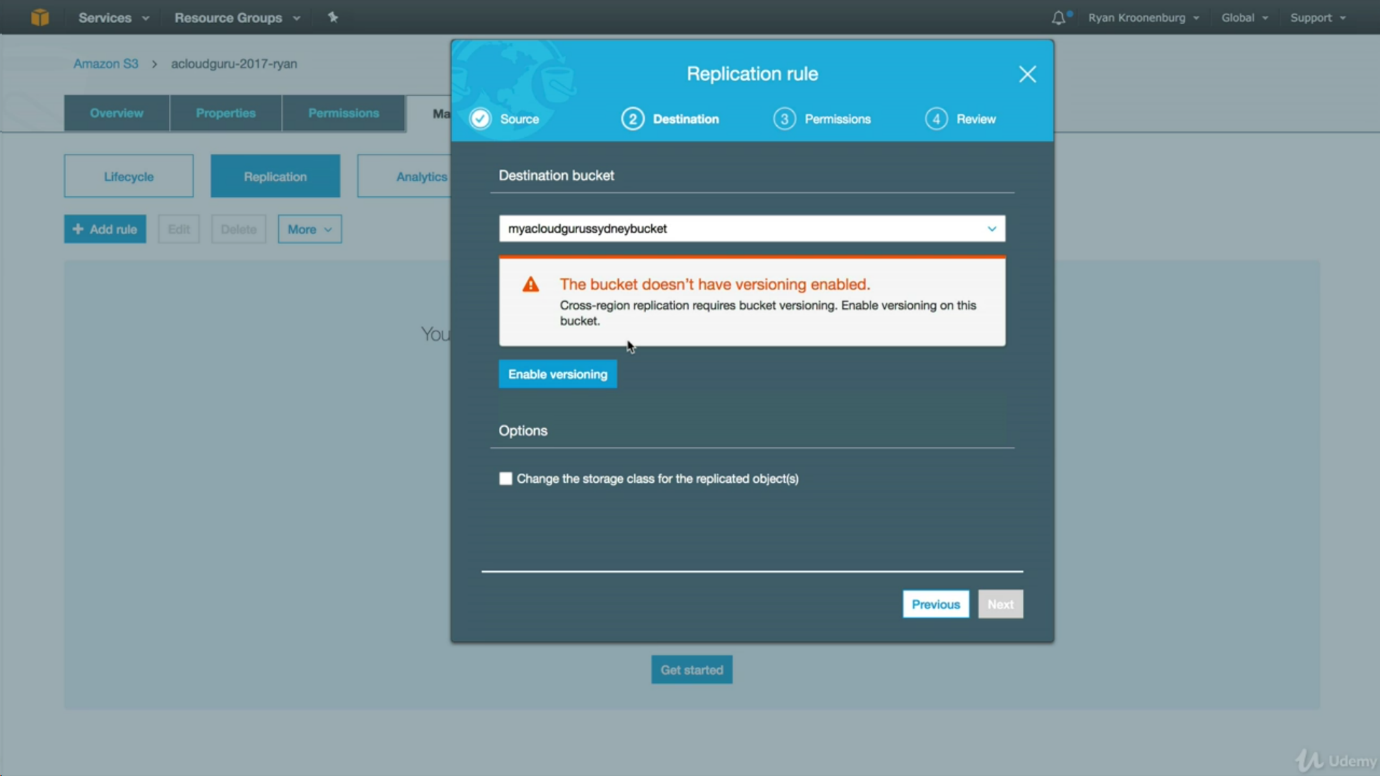 Services Resource Groups Ryan Kroonenburg Global Support
Amazon S3 > acloudguru-2017-ryan
Overview Properties Permissions Ma
Lifecycle Replication Analytics
+ Add rule Edit Delete More
You
Replication rule
Source 2 Destination 3 Permissions 4 Review
Destination bucket
myacloudgurussydneybucket
The bucket doesn't have versioning enabled.
Cross-region replication requires bucket versioning. Enable versioning on this
bucket.
Enable versioning
Options
Change the storage class for the replicated object(s)
Previous Next
Get started
Udemy